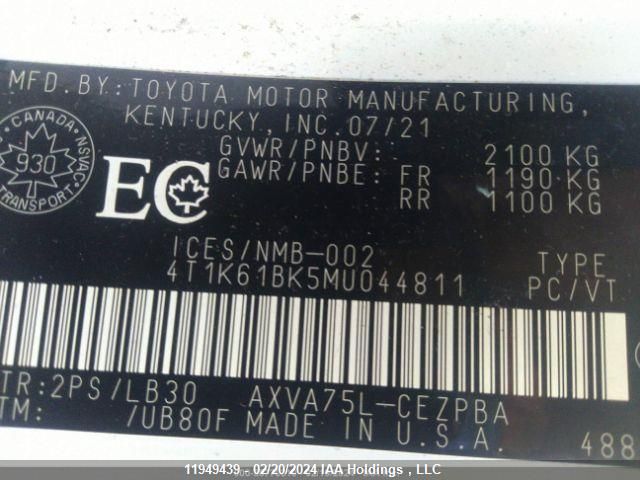 MFD.BY:TOYOTA MOTOR MANUFACTURING,
KENTUCKY,INC.07/21
CANADA
930
NSVAC
TRANSPORT
EC
GVWR/PNBV: 2100 KG
GAWR/PNBE: FR 1190 KG
RR 1100 KG
ICES/NMB-002
4T1K61BK5MU044811
TYPE
PC/VT
TR:2PS/LB30 AXVA75L-CEZPBA
TM: /UB80F MADE IN U.S.A. 488
11949439 - 02/20/2024 IAA Holdings , LLC